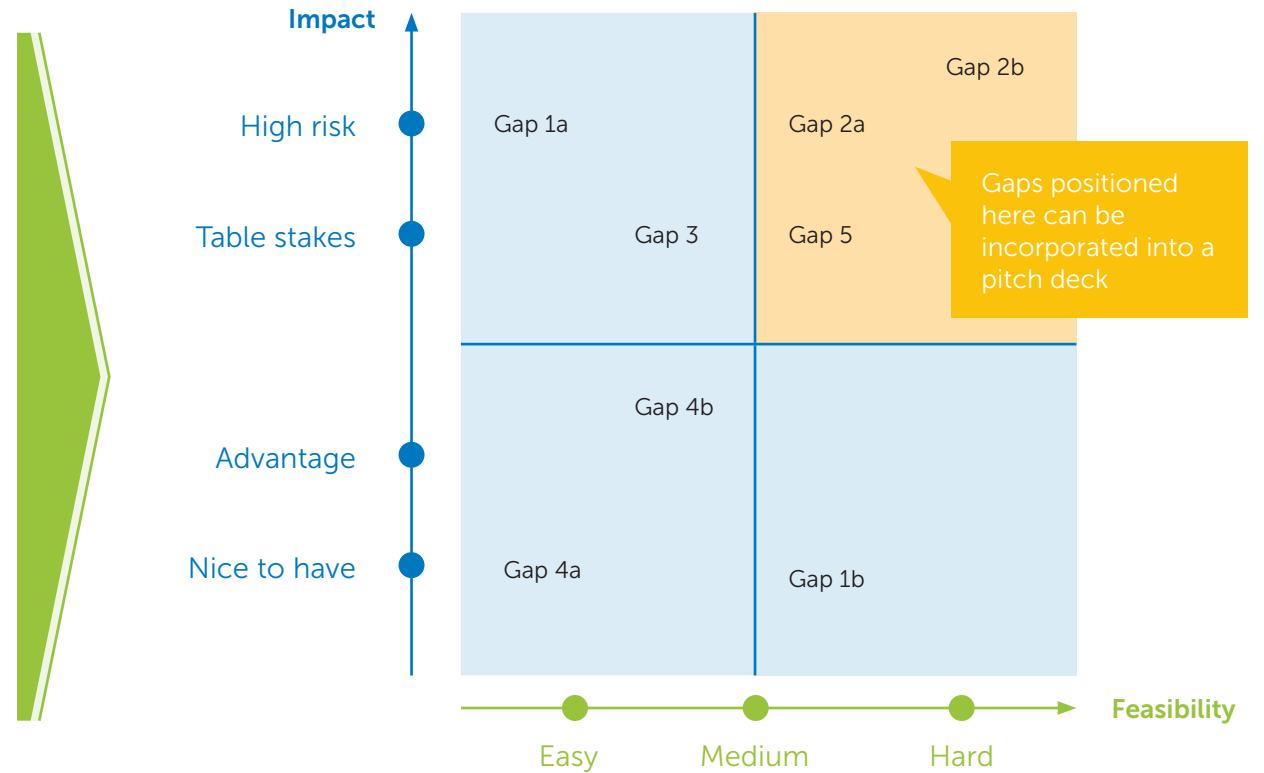 Impact
Gap 2b
High risk
Gap 1a
Gap 2a
Gaps positioned
here can be
incorporated into a
pitch deck
Table stakes
Gap 3
Gap 5
Gap 4b
Advantage
Nice to have
Gap 4a
Gap 1b
Feasibility
Easy
Medium
Hard